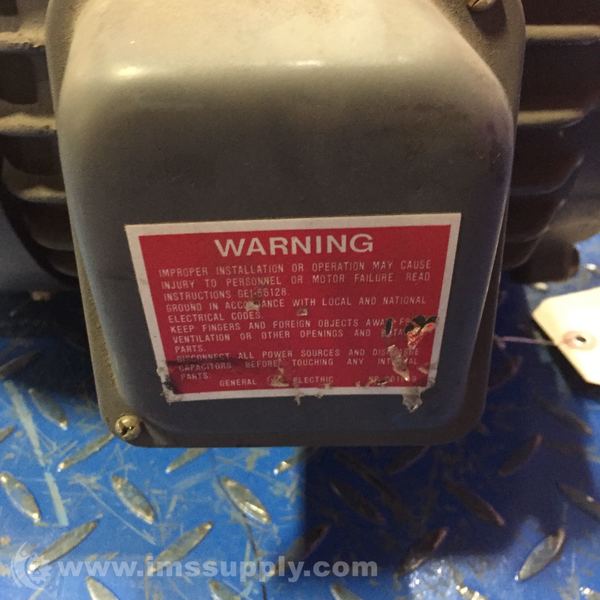 WARNING
IMPROPER INSTALLATION OR OPERATION MAY CAUSE
INJURY TO PERSONNEL OR MOTOR FAILURE. READ
INSTRUCTIONS
GROUND IN ACCORDANCE WITH LOCAL AND NATIONAL
ELECTRICAL CODES.
KEEP FINGERS AND FOREIGN OBJECTS AWAY
VENTILATION OR OTHER OPENINGS AND
PARTS.
DISCONNECT ALL POWER SOURCES AND
CAPACITORS BEFORE TOUCHING ANY INTERNAL
PARTS.
GENERAL ELECTRIC
www.imssupply.com